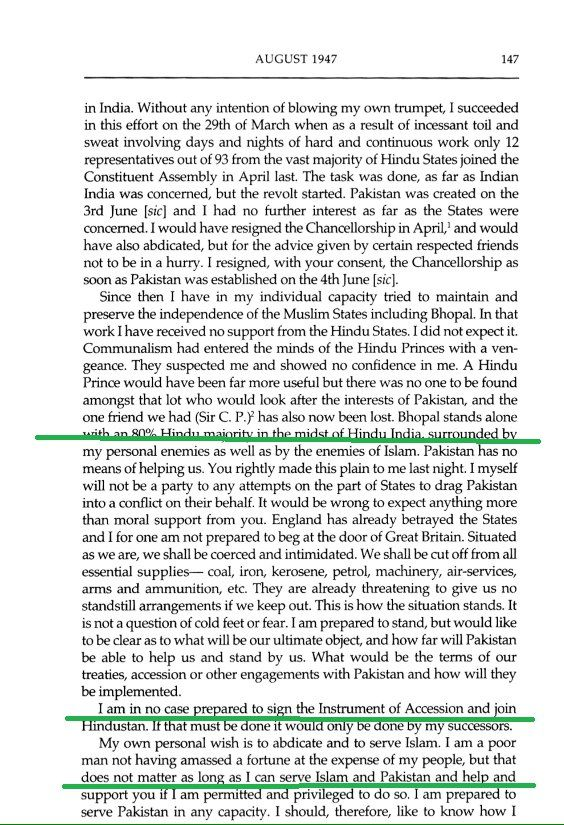 AUGUST 1947 147
in India. Without any intention of blowing my own trumpet, I succeeded
in this effort on the 29th of March when as a result of incessant toil and
sweat involving days and nights of hard and continuous work only 12
representatives out of 93 from the vast majority of Hindu States joined the
Constituent Assembly in April last. The task was done, as far as Indian
India was concerned, but the revolt started. Pakistan was created on the
3rd June [sic] and I had no further interest as far as the States were
concerned. I would have resigned the Chancellorship in April,¹ and would
have also abdicated, but for the advice given by certain respected friends
not to be in a hurry. I resigned, with your consent, the Chancellorship as
soon as Pakistan was established on the 4th June [sic].
Since then I have in my individual capacity tried to maintain and
preserve the independence of the Muslim States including Bhopal. In that
work I have received no support from the Hindu States. I did not expect it.
Communalism had entered the minds of the Hindu Princes with a ven-
geance. They suspected me and showed no confidence in me. A Hindu
Prince would have been far more useful but there was no one to be found
amongst that lot who would look after the interests of Pakistan, and the
one friend we had (Sir C. P.)² has also now been lost. Bhopal stands alone
with an 80% Hindu majority in the midst of Hindu India, surrounded by
my personal enemies as well as by the enemies of Islam. Pakistan has no
means of helping us. You rightly made this plain to me last night. I myself
will not be a party to any attempts on the part of States to drag Pakistan
into a conflict on their behalf. It would be wrong to expect anything more
than moral support from you. England has already betrayed the States
and I for one am not prepared to beg at the door of Great Britain. Situated
as we are, we shall be coerced and intimidated. We shall be cut off from all
essential supplies— coal, iron, kerosene, petrol, machinery, air-services,
arms and ammunition, etc. They are already threatening to give us no
standstill arrangements if we keep out. This is how the situation stands. It
is not a question of cold feet or fear. I am prepared to stand, but would like
to be clear as to what will be our ultimate object, and how far will Pakistan
be able to help us and stand by us. What would be the terms of our
treaties, accession or other engagements with Pakistan and how will they
be implemented.
I am in no case prepared to sign the Instrument of Accession and join
Hindustan. If that must be done it would only be done by my successors.
My own personal wish is to abdicate and to serve Islam. I am a poor
man not having amassed a fortune at the expense of my people, but that
does not matter as long as I can serve Islam and Pakistan and help and
support you if I am permitted and privileged to do so. I am prepared to
serve Pakistan in any capacity. I should, therefore, like to know how I